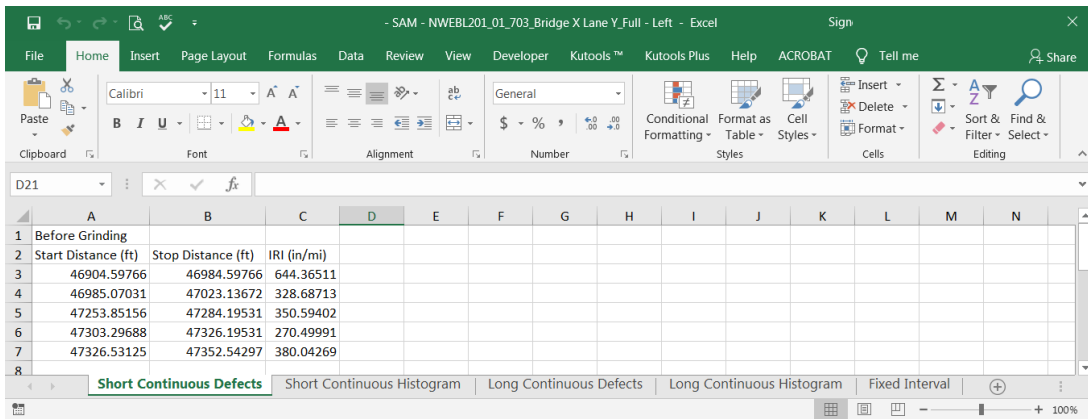 ABC
- SAM - NWEBL201_01_703_Bridge X Lane Y_Full - Left - Excel
Sign
File Home Insert Page Layout Formulas Data Review View Developer Kutools ™ Kutools Plus Help ACROBAT Tell me Share
Paste
Clipboard
Calibri 11 A A
B I U A
Font
ab
Alignment
General
$ % , .00 .0
Number
Conditional Formatting
Format as Table
Cell Styles
Styles
Insert
Delete
Format
Cells
Σ
A
Z
Sort & Filter
Find & Select
Editing
D21 fx
A B C D E F G H I J K L M N
1 Before Grinding
2 Start Distance (ft) Stop Distance (ft) IRI (in/mi)
3 46904.59766 46984.59766 644.36511
4 46985.07031 47023.13672 328.68713
5 47253.85156 47284.19531 350.59402
6 47303.29688 47326.19531 270.49991
7 47326.53125 47352.54297 380.04269
8
Short Continuous Defects Short Continuous Histogram Long Continuous Defects Long Continuous Histogram Fixed Interval
100%